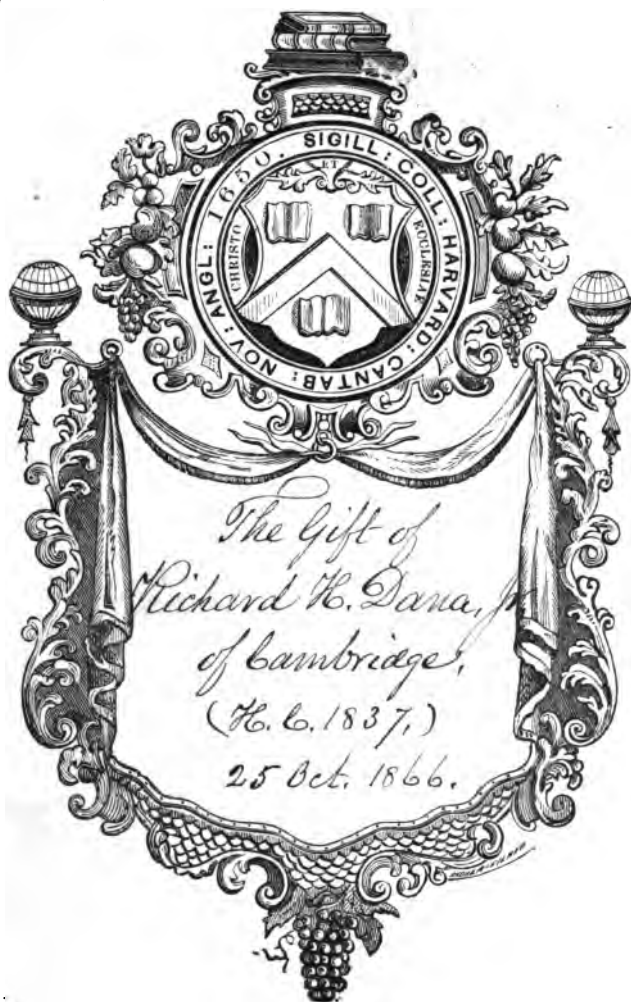 SIGILL: COLL: HARVARD: CANTAB: NOV: ANGL: 1650.
ET
CHRISTO
ECCLESIAE
The Gift of
Richard H. Dana, Jr
of Cambridge,
(H. C. 1837,)
25 Oct. 1866.